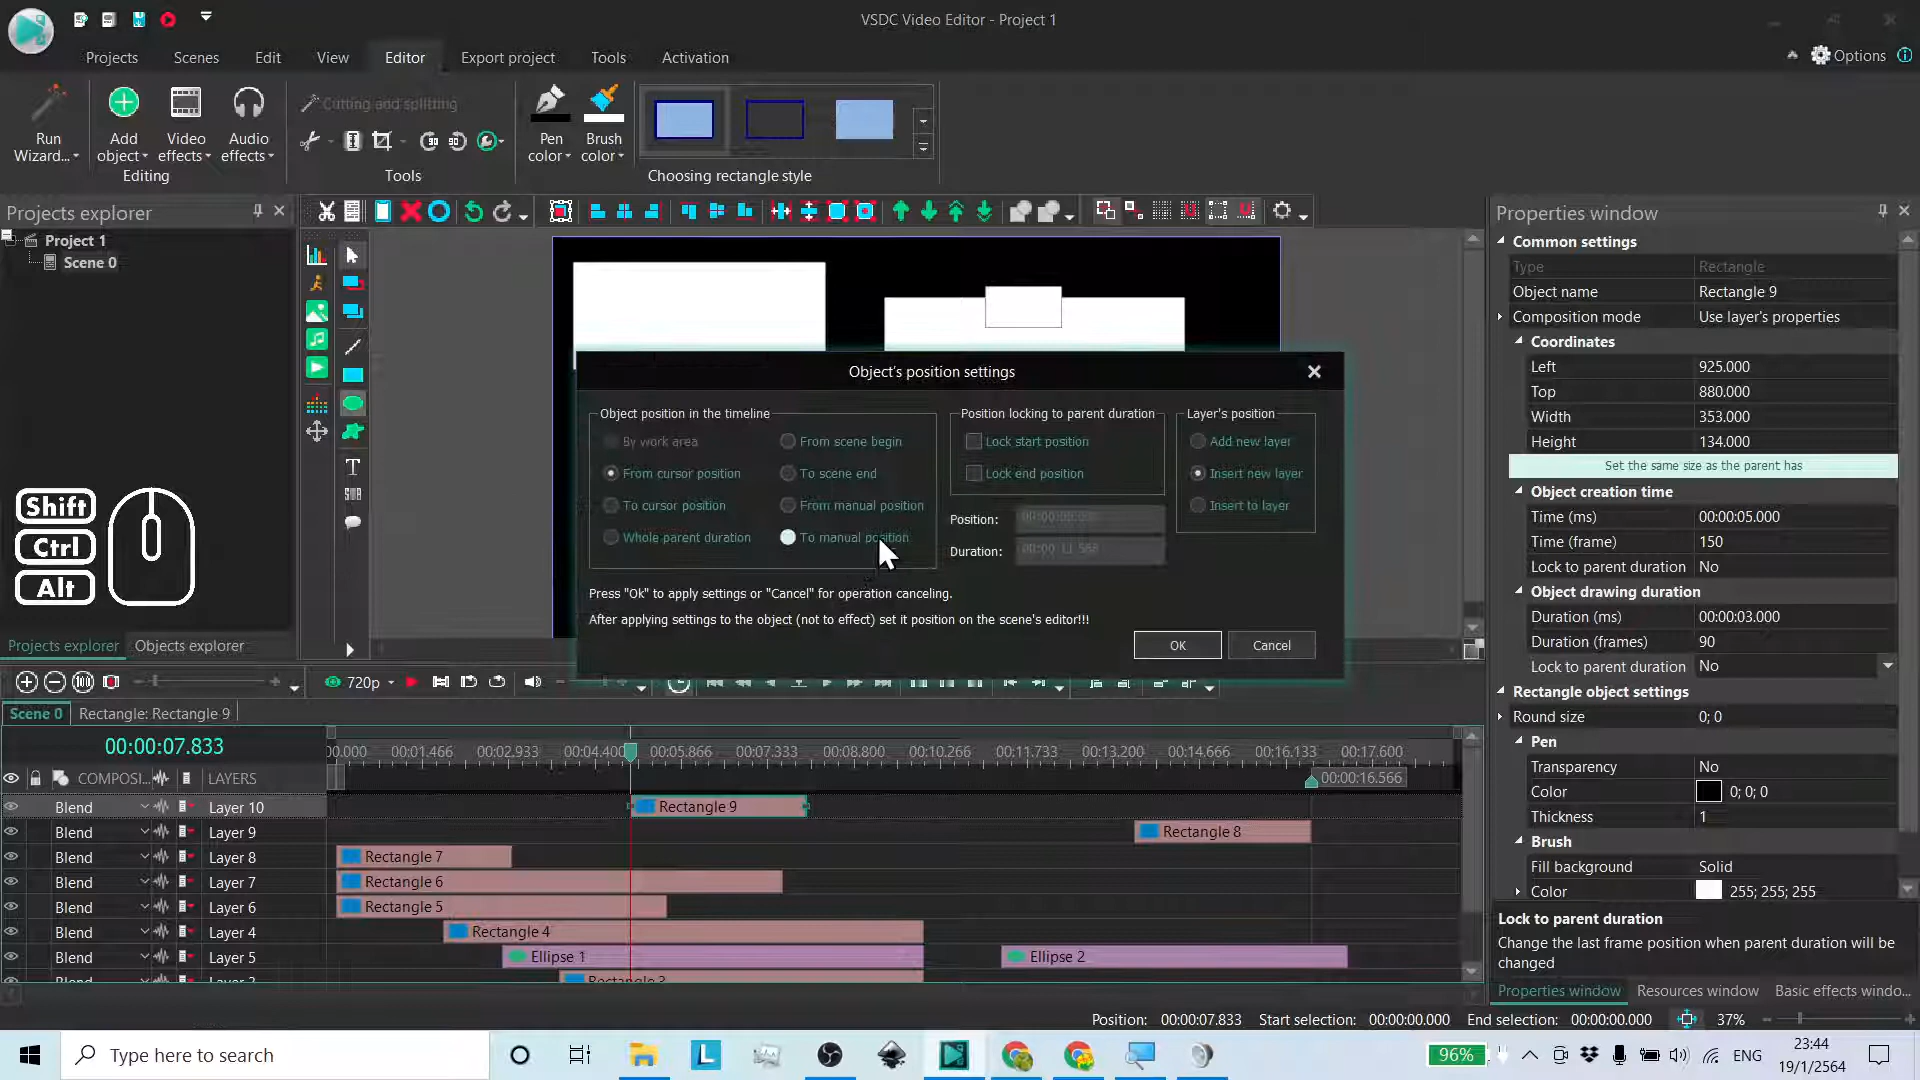 VSDC Video Editor - Project 1
Projects
Scenes
Edit
View
Editor
Export project
Tools
Activation
Options
Run Wizard...
Add object
Video effects
Audio effects
Editing
Cutting and splitting
Tools
Pen color
Brush color
Choosing rectangle style
Projects explorer
Project 1
Scene 0
Shift
Ctrl
Alt
Projects explorer
Objects explorer
Object's position settings
Object position in the timeline
By work area
From scene begin
From cursor position
To scene end
To cursor position
From manual position
Whole parent duration
To manual position
Position locking to parent duration
Lock start position
Lock end position
Position:
Duration:
Layer's position
Add new layer
Insert new layer
Insert to layer
Press "Ok" to apply settings or "Cancel" for operation canceling.
After applying settings to the object (not to effect) set it position on the scene's editor!!!
OK
Cancel
Properties window
Common settings
Type Rectangle
Object name Rectangle 9
Composition mode Use layer's properties
Coordinates
Left 925.000
Top 880.000
Width 353.000
Height 134.000
Set the same size as the parent has
Object creation time
Time (ms) 00:00:05.000
Time (frame) 150
Lock to parent duration No
Object drawing duration
Duration (ms) 00:00:03.000
Duration (frames) 90
Lock to parent duration No
Rectangle object settings
Round size 0; 0
Pen
Transparency No
Color 0; 0; 0
Thickness 1
Brush
Fill background Solid
Color 255; 255; 255
Lock to parent duration
Change the last frame position when parent duration will be
changed
Properties window
Resources window
Basic effects windo...
720p
Scene 0
Rectangle: Rectangle 9
00:00:07.833
00:01.466 00:02.933 00:04.400 00:05.866 00:07.333 00:08.800 00:10.266 00:11.733 00:13.200 00:14.666 00:16.133 00:17.600
00:00:16.566
COMPOSI...
LAYERS
Blend Layer 10 Rectangle 9
Blend Layer 9 Rectangle 8
Blend Layer 8 Rectangle 7
Blend Layer 7 Rectangle 6
Blend Layer 6 Rectangle 5
Blend Layer 4 Rectangle 4
Blend Layer 5 Ellipse 1 Ellipse 2
Position: 00:00:07.833 Start selection: 00:00:00.000 End selection: 00:00:00.000 37%
Type here to search
96%
ENG
23:44
19/1/2564